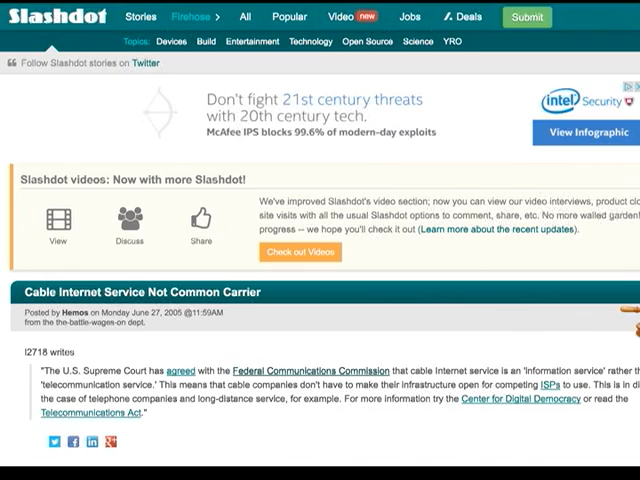 Slashdot Stories Firehose > All Popular Video new Jobs Deals Submit
Topics: Devices Build Entertainment Technology Open Source Science YRO
Follow Slashdot stories on Twitter
Don't fight 21st century threats
with 20th century tech.
McAfee IPS blocks 99.6% of modern-day exploits
intel Security
View Infographic
Slashdot videos: Now with more Slashdot!
View
Discuss
Share
We've improved Slashdot's video section; now you can view our video interviews, product clo
site visits with all the usual Slashdot options to comment, share, etc. No more walled garden!
progress -- we hope you'll check it out (Learn more about the recent updates).
Check out Videos
Cable Internet Service Not Common Carrier
Posted by Hemos on Monday June 27, 2005 @11:59AM
from the the-battle-wages-on dept.
l2718 writes
"The U.S. Supreme Court has agreed with the Federal Communications Commission that cable Internet service is an 'information service' rather th
'telecommunication service.' This means that cable companies don't have to make their infrastructure open for competing ISPs to use. This is in di
the case of telephone companies and long-distance service, for example. For more information try the Center for Digital Democracy or read the
Telecommunications Act."